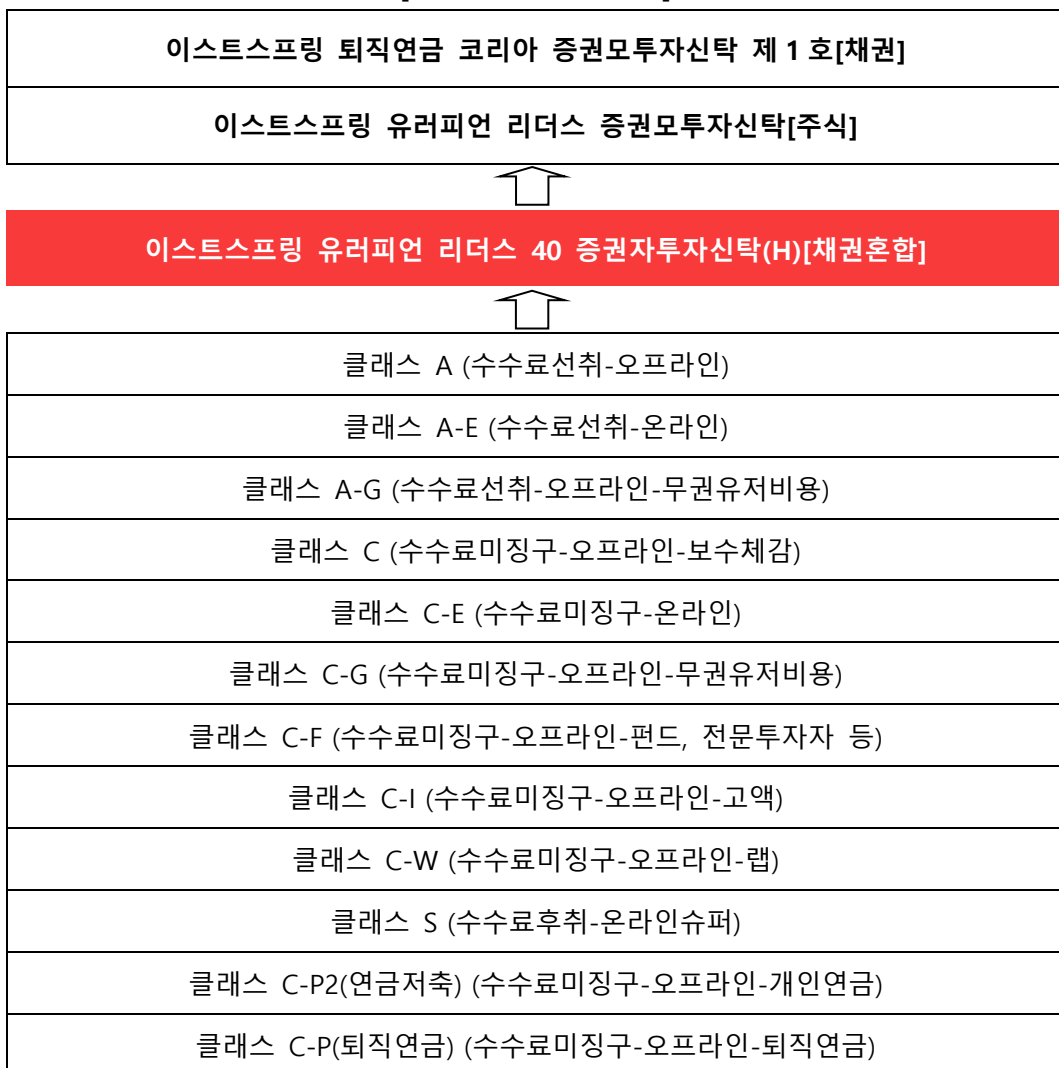 이스트스프링 퇴직연금 코리아 증권모투자신탁 제 1 호[채권]
이스트스프링 유러피언 리더스 증권모투자신탁[주식]
이스트스프링 유러피언 리더스 40 증권자투자신탁(H)[채권혼합]
클래스 A (수수료선취-오프라인)
클래스 A-E (수수료선취-온라인)
클래스 A-G (수수료선취-오프라인-무권유저비용)
클래스 C (수수료미징구-오프라인-보수체감)
클래스 C-E (수수료미징구-온라인)
클래스 C-G (수수료미징구-오프라인-무권유저비용)
클래스 C-F (수수료미징구-오프라인-펀드, 전문투자자 등)
클래스 C-I (수수료미징구-오프라인-고액)
클래스 C-W (수수료미징구-오프라인-랩)
클래스 S (수수료후취-온라인슈퍼)
클래스 C-P2(연금저축) (수수료미징구-오프라인-개인연금)
클래스 C-P(퇴직연금) (수수료미징구-오프라인-퇴직연금)